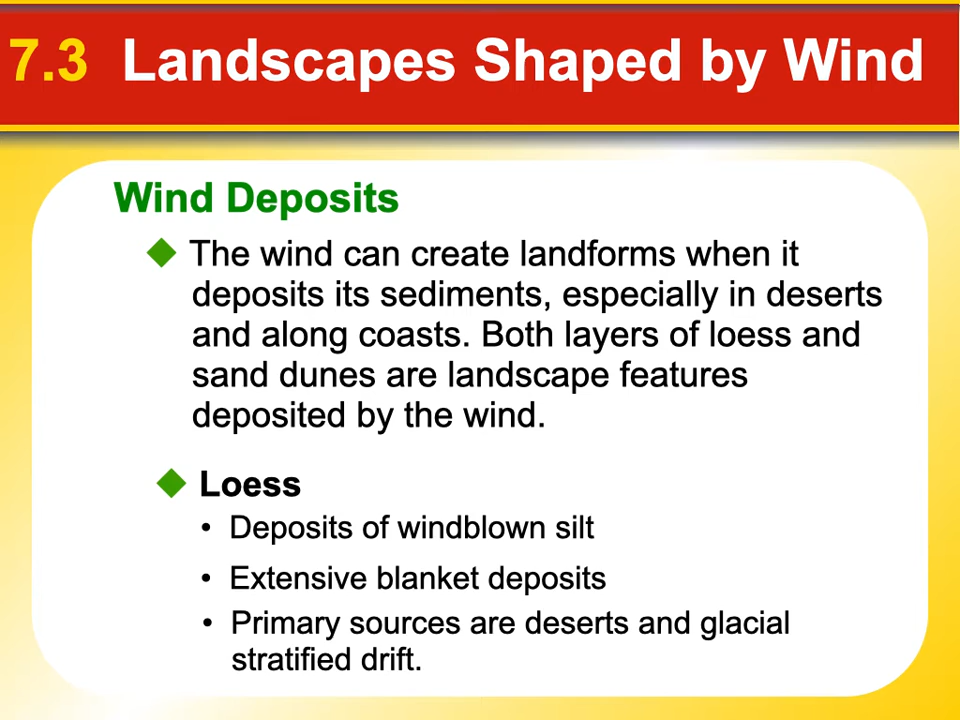 7.3 Landscapes Shaped by Wind
Wind Deposits
◆ The wind can create landforms when it
deposits its sediments, especially in deserts
and along coasts. Both layers of loess and
sand dunes are landscape features
deposited by the wind.
◆ Loess
• Deposits of windblown silt
• Extensive blanket deposits
• Primary sources are deserts and glacial
stratified drift.